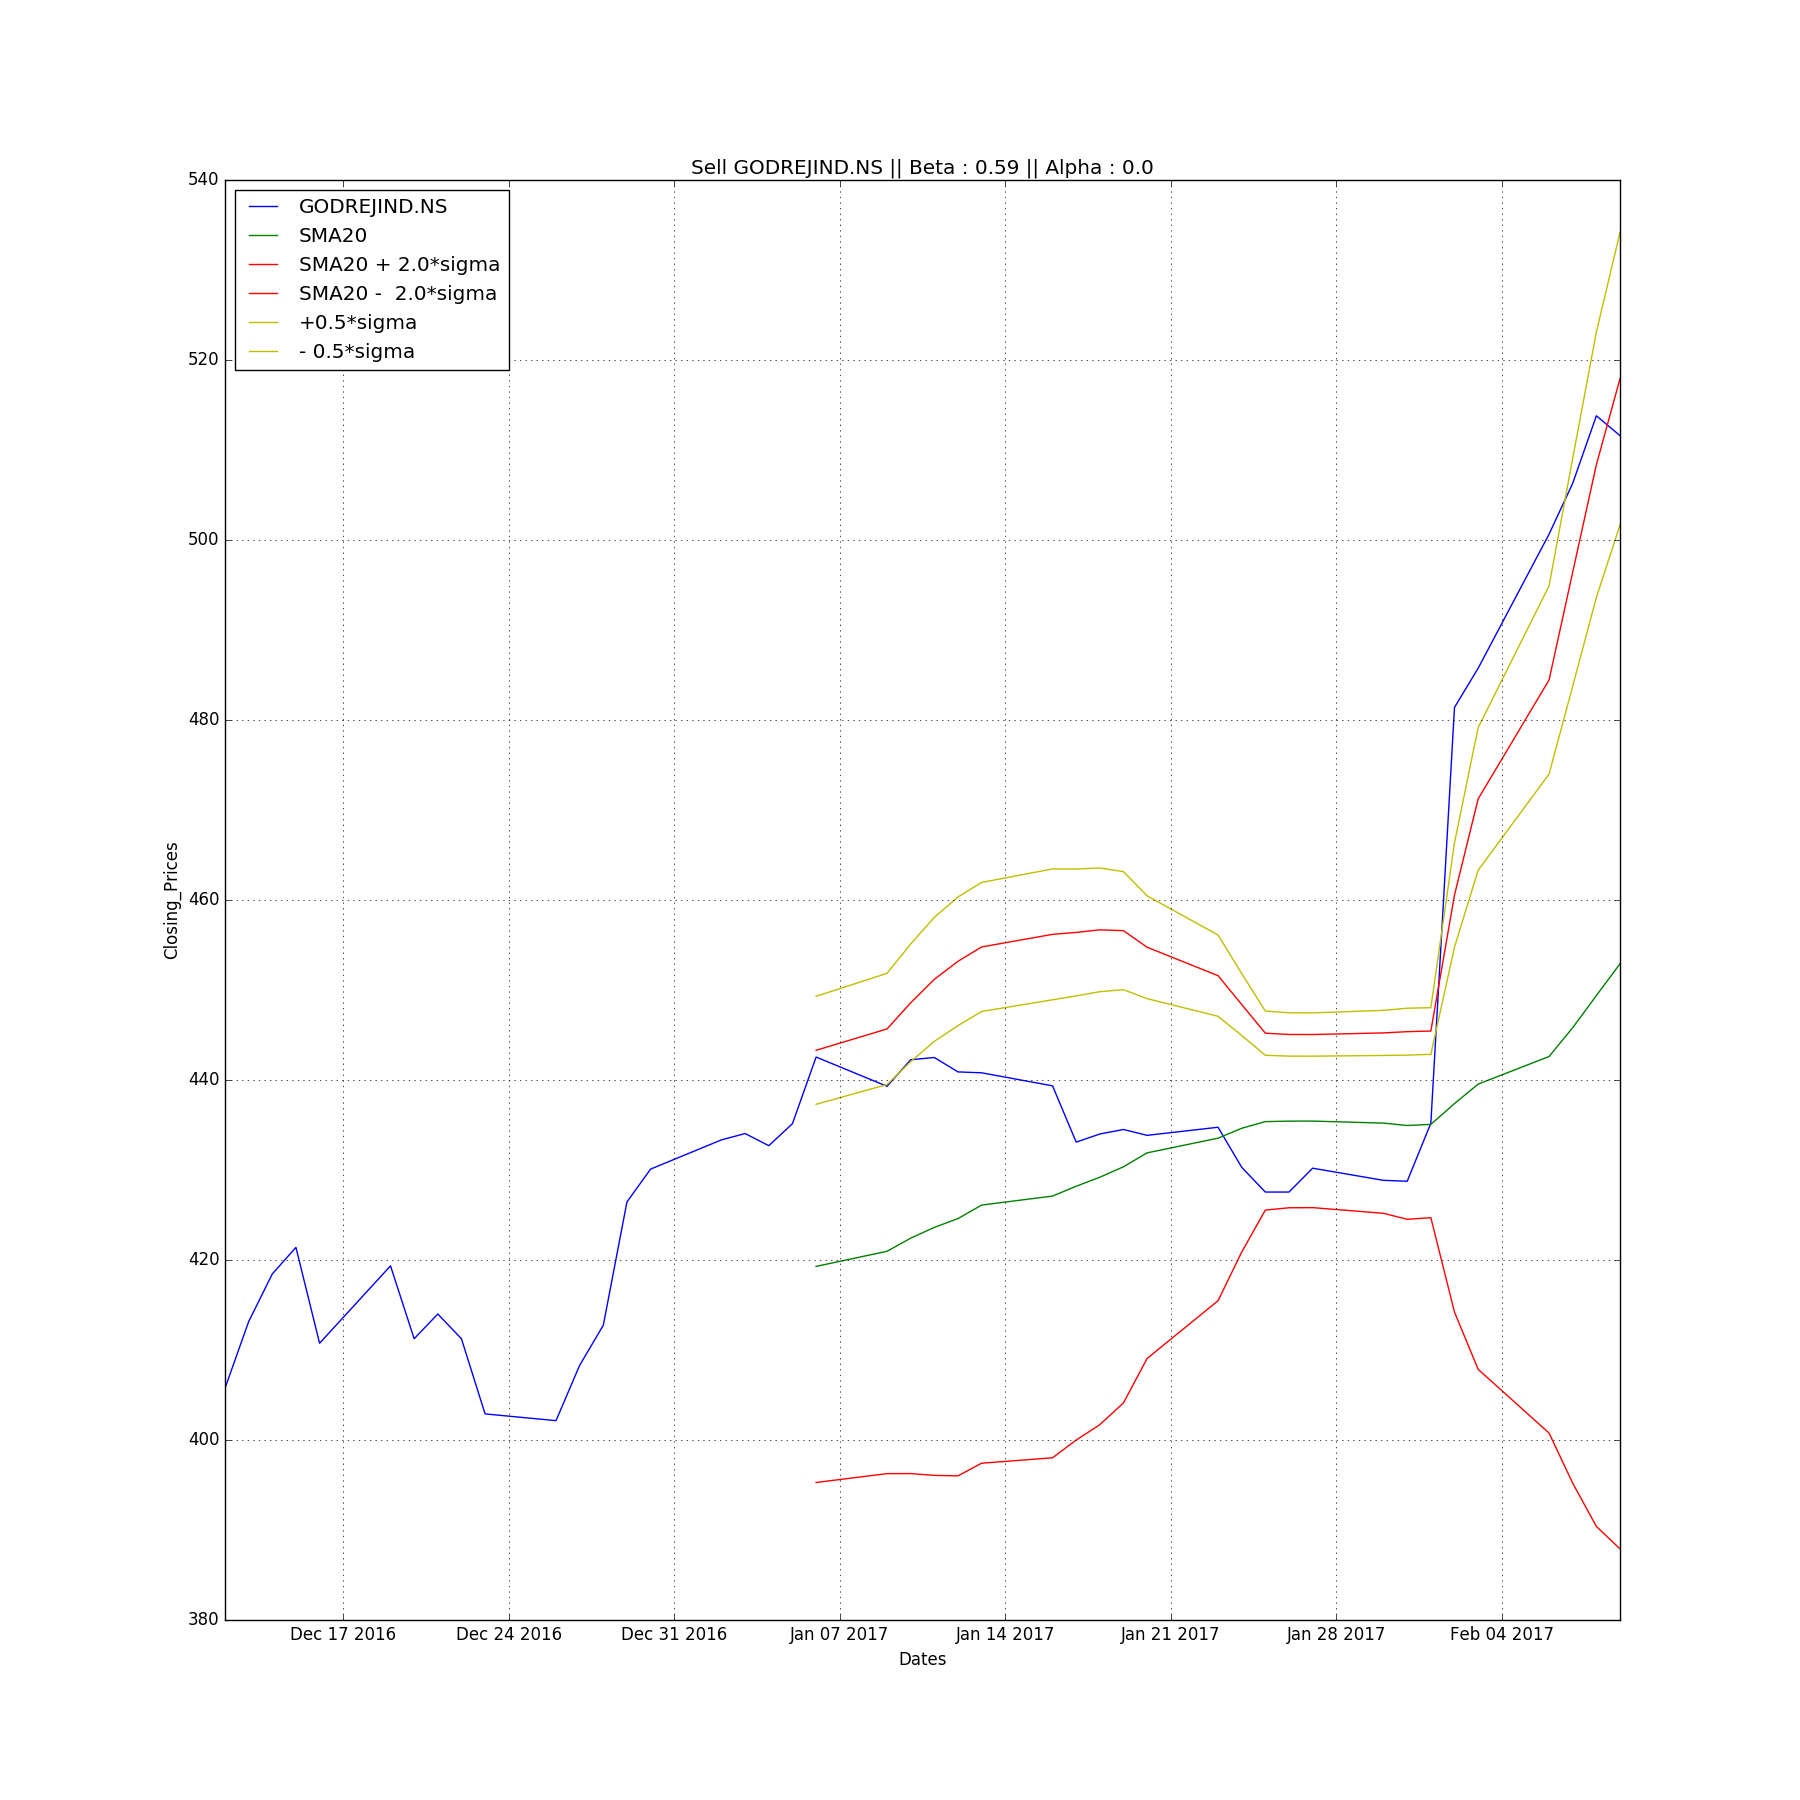 Sell GODREJIND.NS || Beta : 0.59 || Alpha : 0.0
GODREJIND.NS
SMA20
SMA20 + 2.0*sigma
SMA20 -  2.0*sigma
+0.5*sigma
- 0.5*sigma
540
520
500
480
460
440
420
400
380
Closing_Prices
Dec 17 2016
Dec 24 2016
Dec 31 2016
Jan 07 2017
Jan 14 2017
Jan 21 2017
Jan 28 2017
Feb 04 2017
Dates